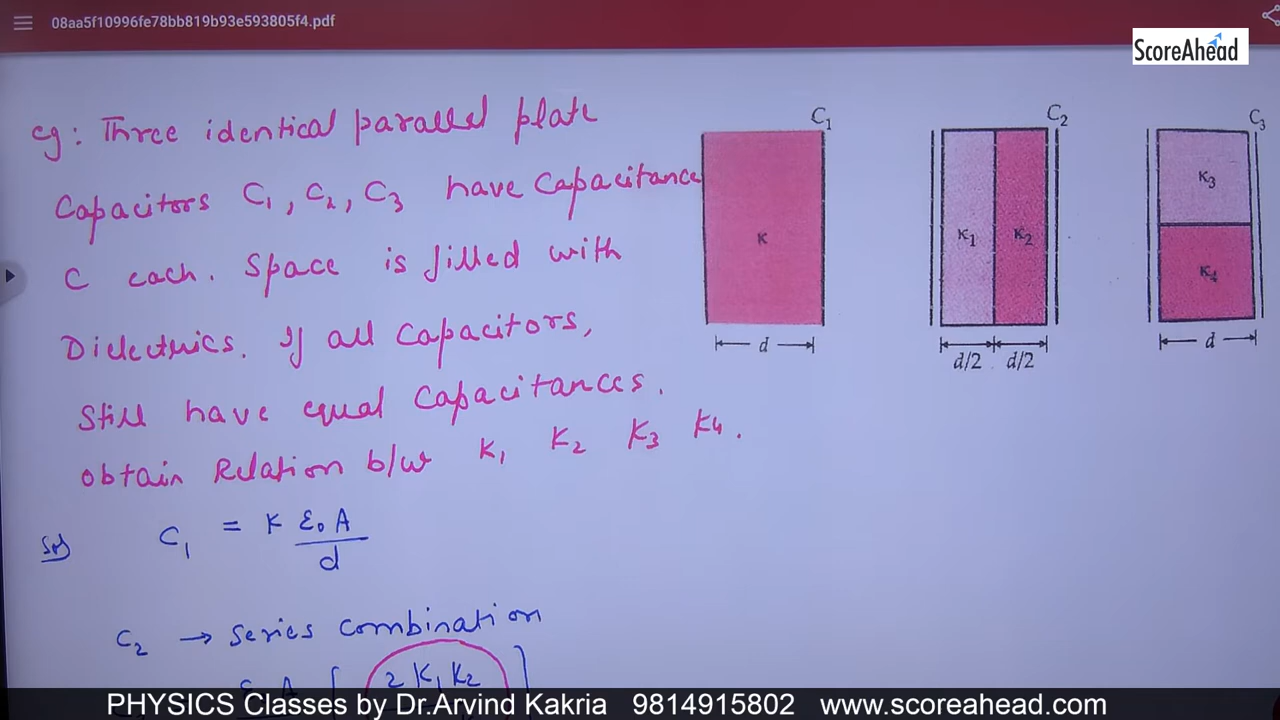 08aa5f10996fe78bb819b93e593805f4.pdf
ScoreAhead
eg: Three identical parallel plate
Capacitors C1, C2, C3 have Capacitance
C each. Space is filled with
Dielectrics. If all Capacitors,
Still have equal Capacitances.
Obtain Relation b/w K1 K2 K3 K4.
C1
K
d
C2
K1 K2
d/2 d/2
C3
K3
K4
d
Sol C1 = K ε0 A
d
C2 → Series Combination
2 K1 K2
PHYSICS Classes by Dr.Arvind Kakria 9814915802 www.scoreahead.com